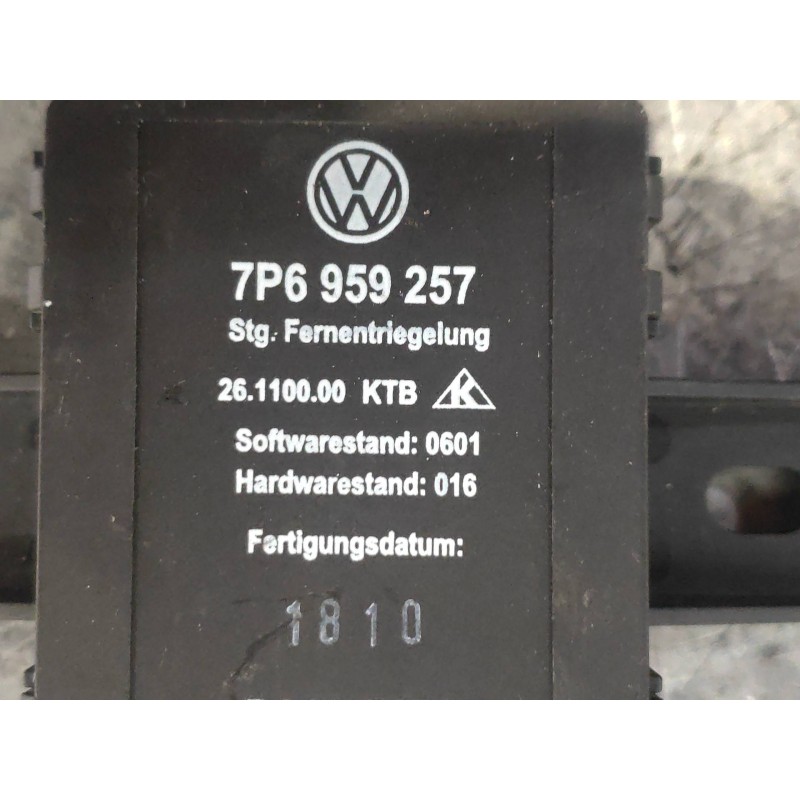 7P6 959 257
Stg. Fernentriegelung
26.1100.00 KTB K
Softwarestand: 0601
Hardwarestand: 016
Fertigungsdatum:
1810